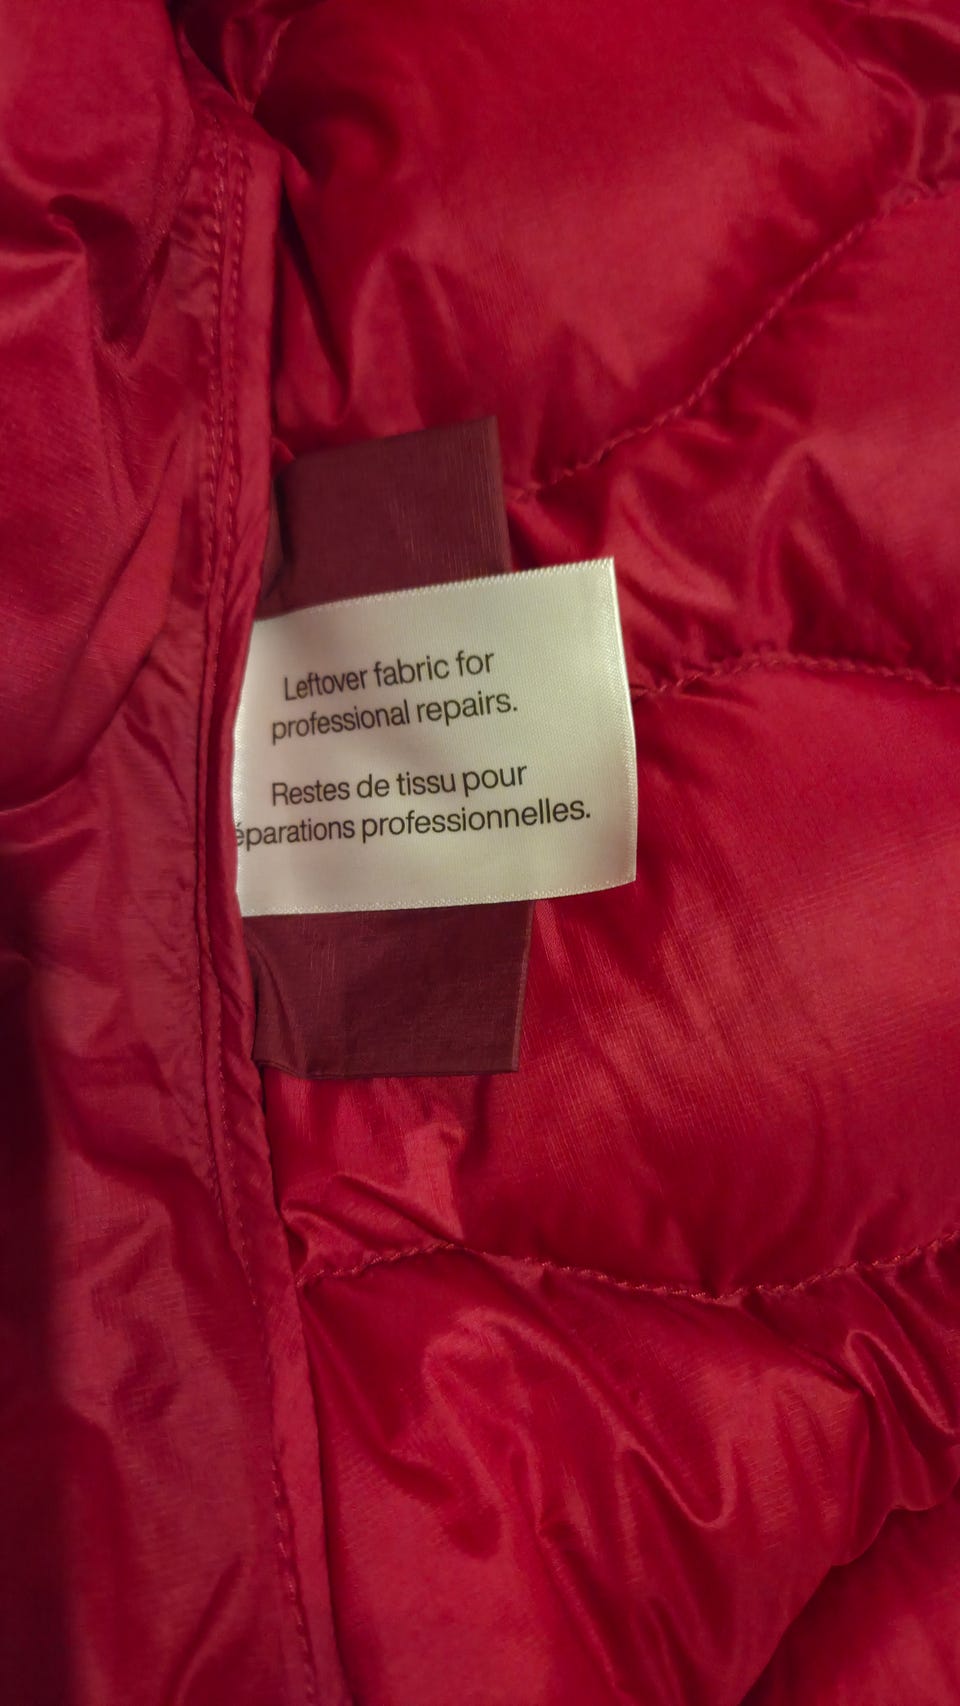 Leftover fabric for
professional repairs.
Restes de tissu pour
éparations professionnelles.